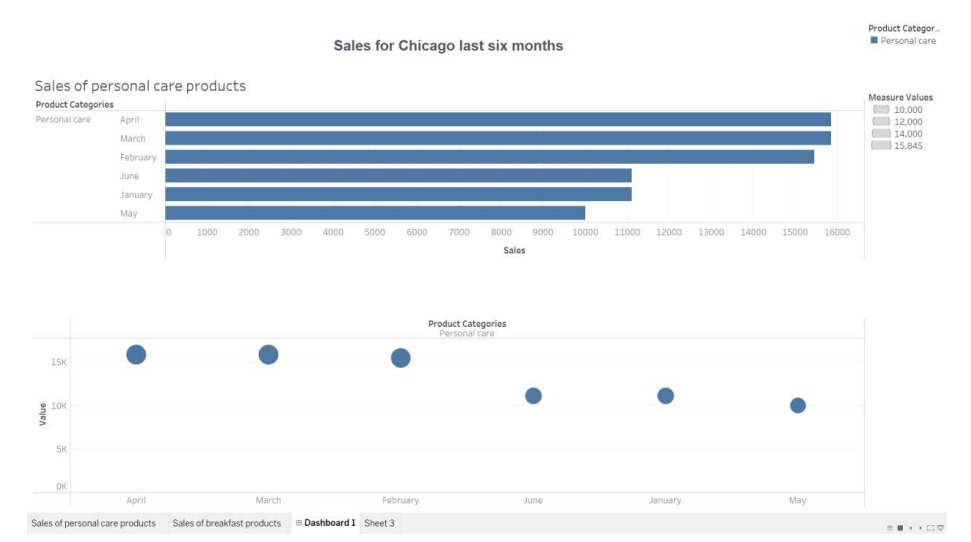 Sales for Chicago last six months
Product Categor..
Personal care
Sales of personal care products
Product Categories
Personal care
April
March
February
June
January
May
0 1000 2000 3000 4000 5000 6000 7000 8000 9000 10000 11000 12000 13000 14000 15000 16000
Sales
Measure Values
10,000
12,000
14,000
15,845
Product Categories
Personal care
15K
10K
5K
0K
Value
April March February June January May
Sales of personal care products Sales of breakfast products Dashboard 1 Sheet 3